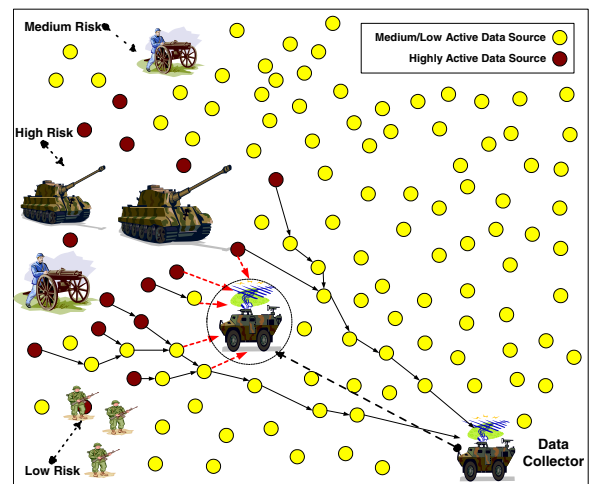 Medium Risk
Medium/Low Active Data Source
Highly Active Data Source
High Risk
Low Risk
Data
Collector